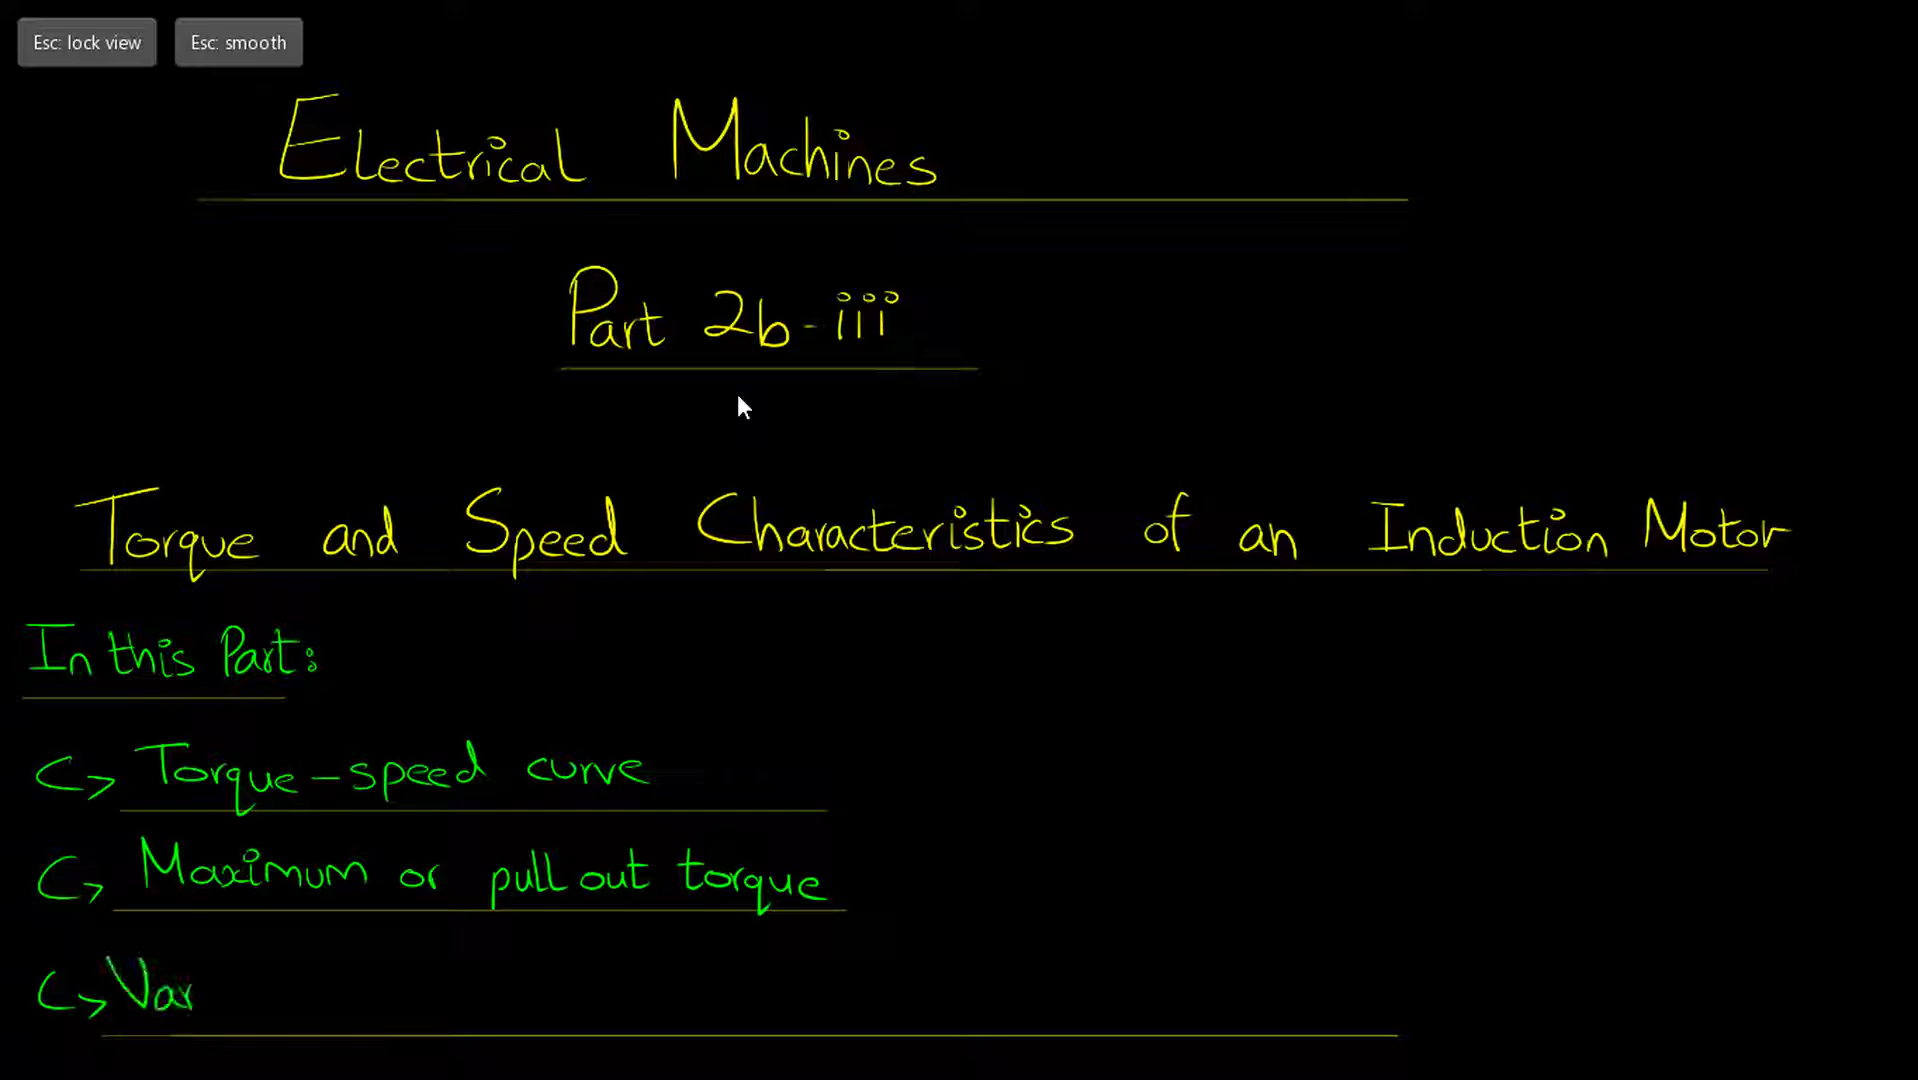 Esc: lock view Esc: smooth
Electrical Machines
Part 2b-iii
Torque and Speed Characteristics of an Induction Motor
In this Part:
Torque-speed curve
Maximum or pull out torque
Var